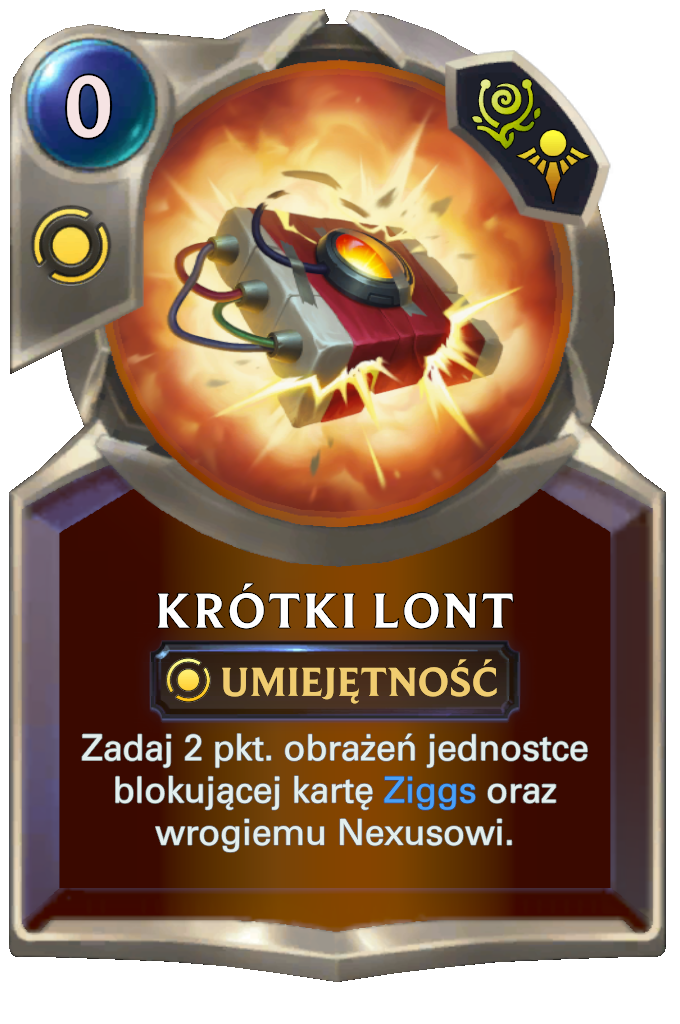 0
KRÓTKI LONT
UMIEJĘTNOŚĆ
Zadaj 2 pkt. obrażeń jednostce
blokującej kartę Ziggs oraz
wrogiemu Nexusowi.